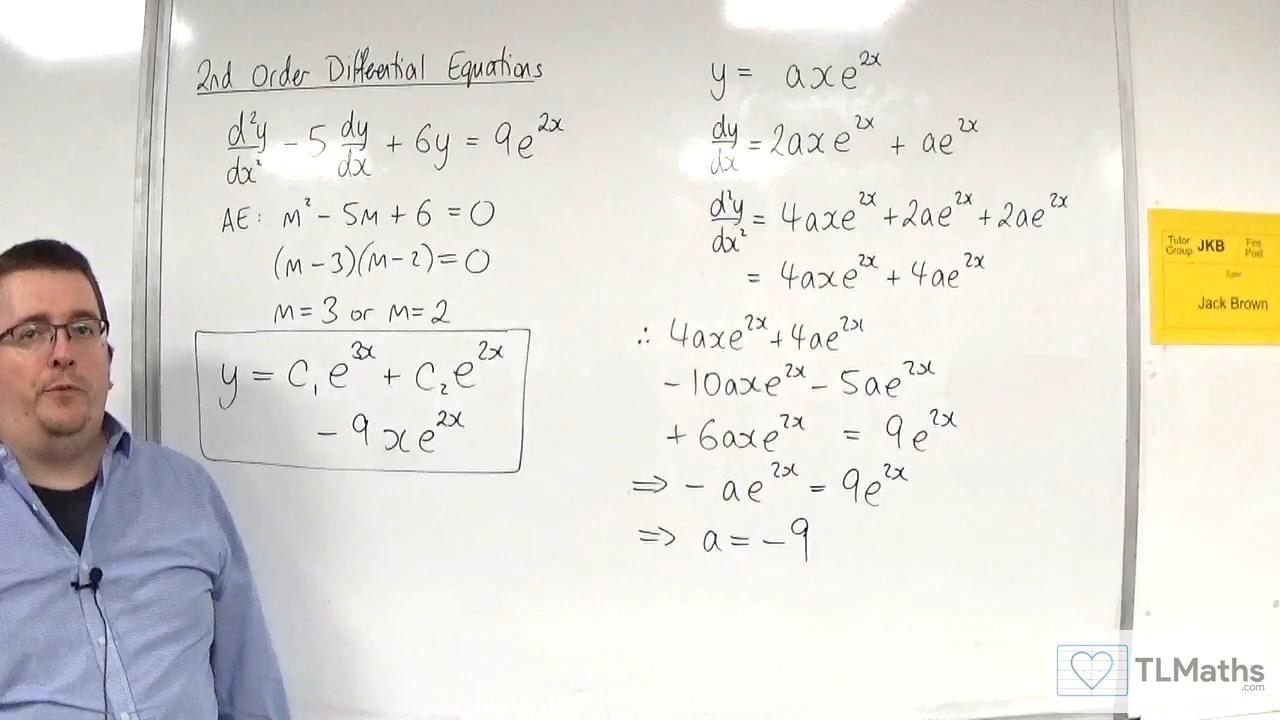 2nd Order Differential Equations
d²y/dx² - 5 dy/dx + 6y = 9e^2x
AE: m² - 5m + 6 = 0
(m - 3)(m - 2) = 0
m = 3 or m = 2
y = C₁e^3x + C₂e^2x
- 9xe^2x
y = axe^2x
dy/dx = 2axe^2x + ae^2x
d²y/dx² = 4axe^2x + 2ae^2x + 2ae^2x
= 4axe^2x + 4ae^2x
∴ 4axe^2x + 4ae^2x
- 10axe^2x - 5ae^2x
+ 6axe^2x = 9e^2x
⇒ - ae^2x = 9e^2x
⇒ a = -9
Tutor Group JKB
Jack Brown
TLMaths
.com